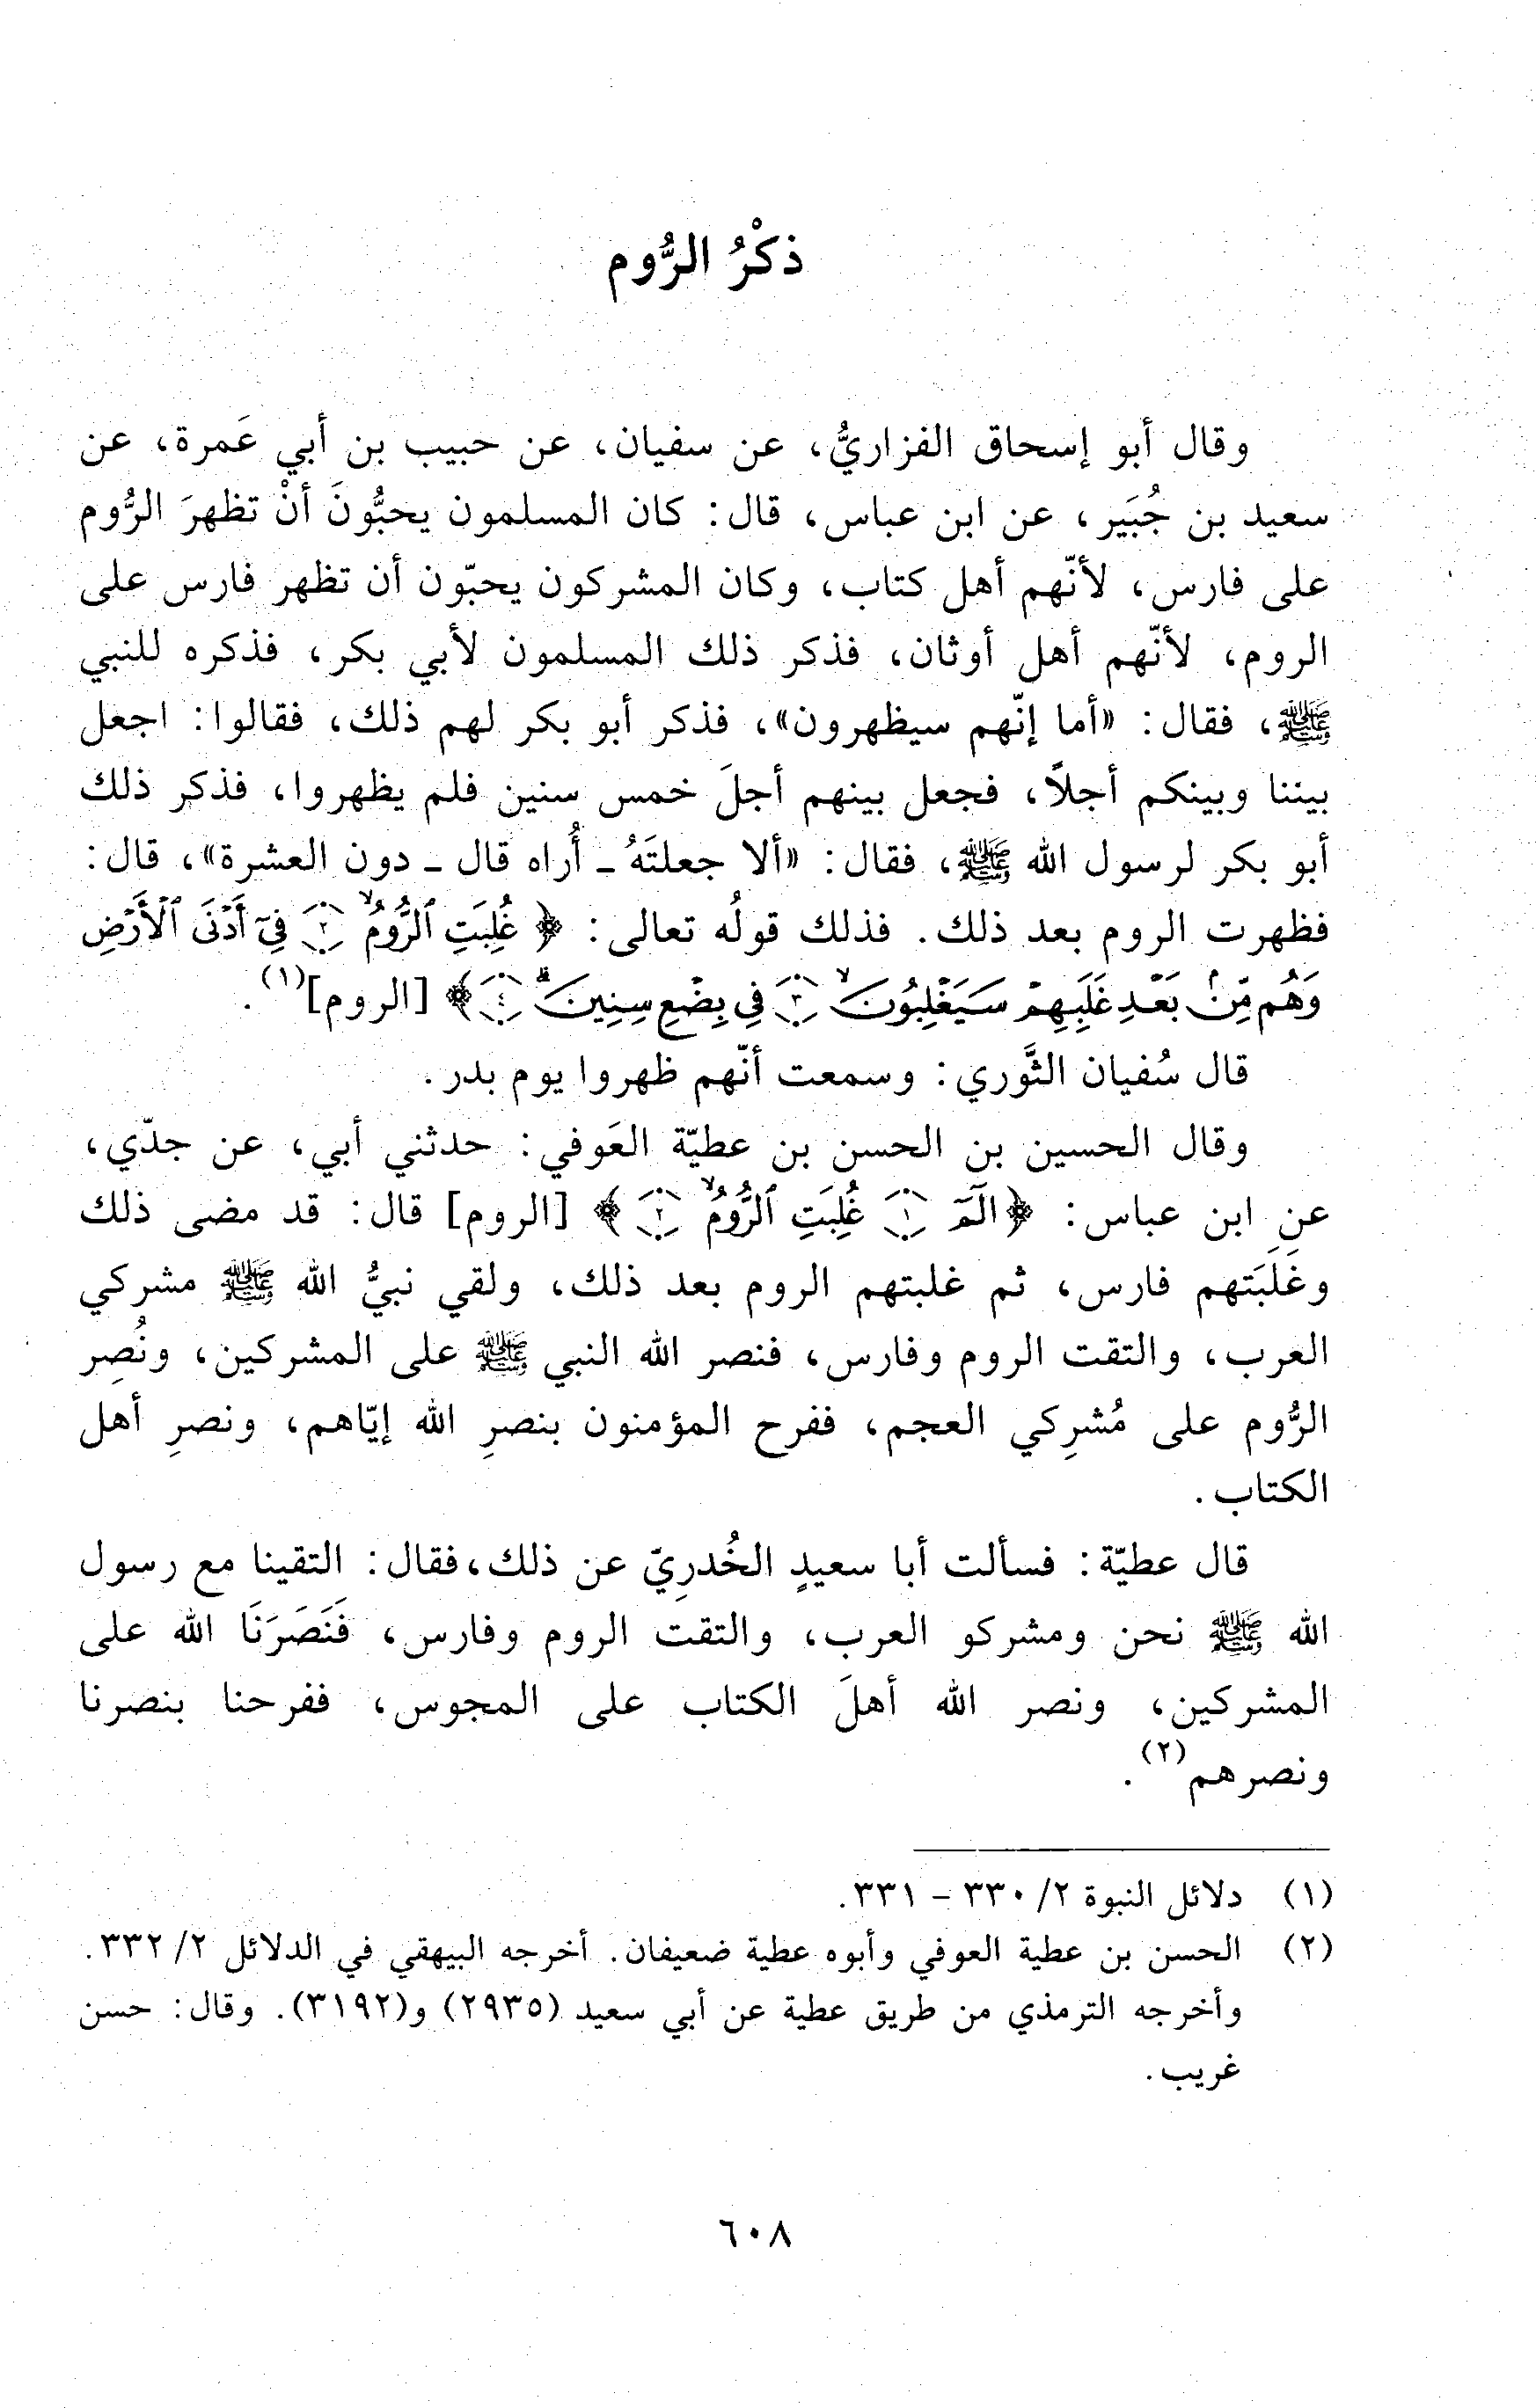 ذكْرُ الرُّوم
وقال أبو إسحاق الفزاريُّ، عن سفيان، عن حبيب بن أبي عَمرة، عن
سعيد بن جُبَير، عن ابن عباس، قال: كان المسلمون يحبُّونَ أنْ تظهرَ الرُّوم
على فارس، لأنّهم أهل كتاب، وكان المشركون يحبّون أن تظهر فارس على
الروم، لأنّهم أهل أوثان، فذكر ذلك المسلمون لأبي بكر، فذكره للنبي
ﷺ، فقال: «أما إنّهم سيظهرون»، فذكر أبو بكر لهم ذلك، فقالوا: اجعل
بيننا وبينكم أجلاً، فجعل بينهم أجلَ خمس سنين فلم يظهروا، فذكر ذلك
أبو بكر لرسول الله ﷺ، فقال: «ألا جعلتَهُ ـ أُراه قال ـ دون العشرة»، قال:
فظهرت الروم بعد ذلك. فذلك قولُه تعالى: ﴿غُلِبَتِ ٱلرُّومُ ۙ ٢ فِيٓ أَدْنَى ٱلْأَرْضِ
وَهُم مِّنۢ بَعْدِ غَلَبِهِمْ سَيَغْلِبُونَ ۙ ٣ فِي بِضْعِ سِنِينَ ۗ ٤﴾ [الروم](١).
قال سُفيان الثَّوري: وسمعت أنّهم ظهروا يوم بدر.
وقال الحسين بن الحسن بن عطيّة العَوفي: حدثني أبي، عن جدّي،
عنِ ابن عباس: ﴿الٓمٓ ١ غُلِبَتِ ٱلرُّومُ ۙ ٢﴾ [الروم] قال: قد مضى ذلك
وغَلَبَتهم فارس، ثم غلبتهم الروم بعد ذلك، ولقي نبيُّ الله ﷺ مشركي
العرب، والتقت الروم وفارس، فنصر الله النبي ﷺ على المشركين، ونُصِر
الرُّوم على مُشرِكي العجم، ففرح المؤمنون بنصرِ الله إيّاهم، ونصرِ أهل
الكتاب.
قال عطيّة: فسألت أبا سعيدٍ الخُدرِيّ عن ذلك، فقال: التقينا مع رسول
الله ﷺ نحن ومشركو العرب، والتقت الروم وفارس، فَنَصَرَنَا الله على
المشركين، ونصر الله أهلَ الكتاب على المجوس، ففرحنا بنصرنا
ونصرهم(٢).
(١) دلائل النبوة ٢/ ٣٣٠ - ٣٣١.
(٢) الحسن بن عطية العوفي وأبوه عطية ضعيفان. أخرجه البيهقي في الدلائل ٢/ ٣٣٢.
وأخرجه الترمذي من طريق عطية عن أبي سعيد (٢٩٣٥) و(٣١٩٢). وقال: حسن
غريب.
٦٠٨